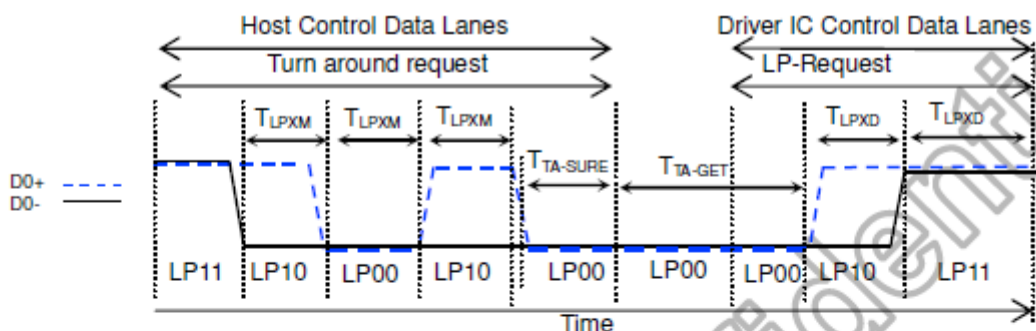 Host Control Data Lanes Driver IC Control Data Lanes
Turn around request LP-Request
TLPXM TLPXM TLPXM TLPXD TLPXD
TTA-SURE TTA-GET
D0+
D0-
LP11 LP10 LP00 LP10 LP00 LP00 LP00 LP10 LP11
Time